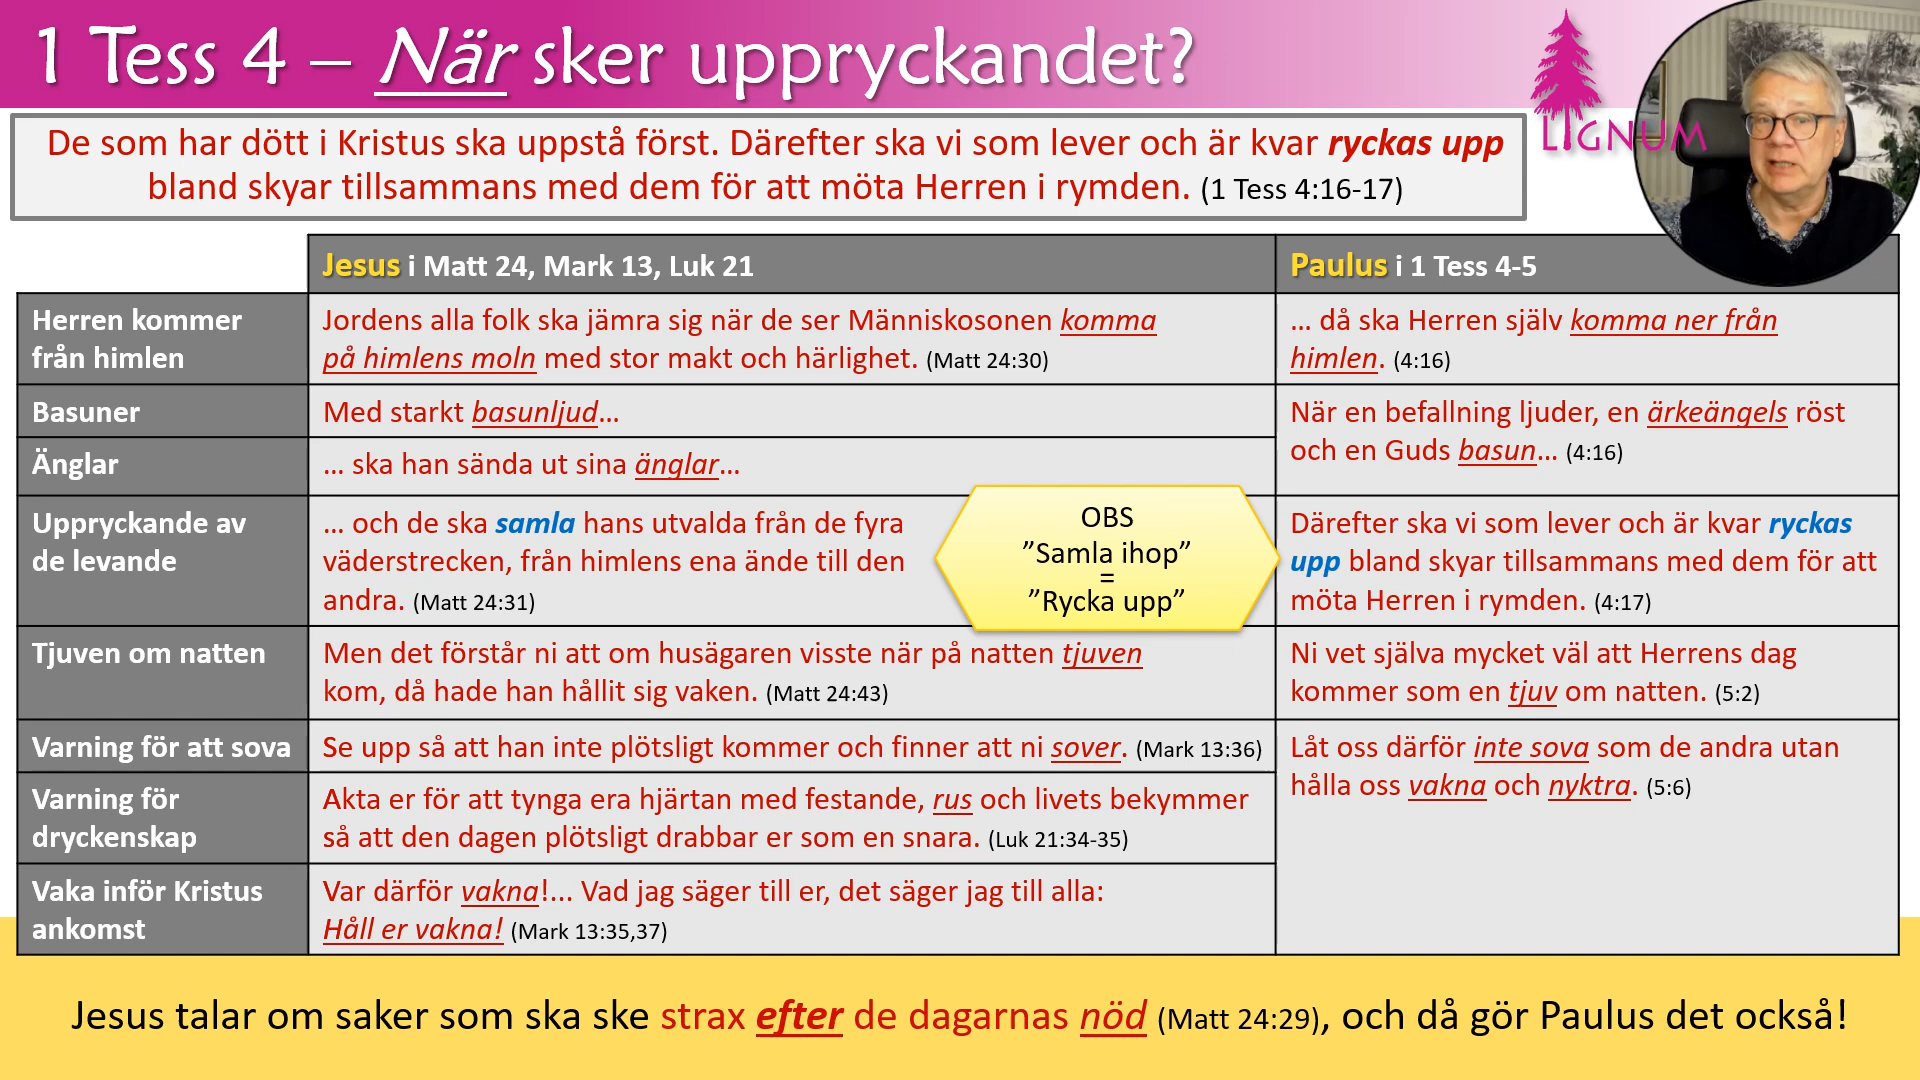 1 Tess 4 – När sker uppryckandet?
LIGNUM
De som har dött i Kristus ska uppstå först. Därefter ska vi som lever och är kvar ryckas upp
bland skyar tillsammans med dem för att möta Herren i rymden. (1 Tess 4:16-17)
Jesus i Matt 24, Mark 13, Luk 21
Paulus i 1 Tess 4-5
Herren kommer
från himlen
Jordens alla folk ska jämra sig när de ser Människosonen komma
på himlens moln med stor makt och härlighet. (Matt 24:30)
... då ska Herren själv komma ner från
himlen. (4:16)
Basuner
Med starkt basunljud...
När en befallning ljuder, en ärkeängels röst
och en Guds basun... (4:16)
Änglar
... ska han sända ut sina änglar...
Uppryckande av
de levande
... och de ska samla hans utvalda från de fyra
väderstrecken, från himlens ena ände till den
andra. (Matt 24:31)
OBS
”Samla ihop”
=
”Rycka upp”
Därefter ska vi som lever och är kvar ryckas
upp bland skyar tillsammans med dem för att
möta Herren i rymden. (4:17)
Tjuven om natten
Men det förstår ni att om husägaren visste när på natten tjuven
kom, då hade han hållit sig vaken. (Matt 24:43)
Ni vet själva mycket väl att Herrens dag
kommer som en tjuv om natten. (5:2)
Varning för att sova
Se upp så att han inte plötsligt kommer och finner att ni sover. (Mark 13:36)
Låt oss därför inte sova som de andra utan
hålla oss vakna och nyktra. (5:6)
Varning för
dryckenskap
Akta er för att tynga era hjärtan med festande, rus och livets bekymmer
så att den dagen plötsligt drabbar er som en snara. (Luk 21:34-35)
Vaka inför Kristus
ankomst
Var därför vakna!... Vad jag säger till er, det säger jag till alla:
Håll er vakna! (Mark 13:35,37)
Jesus talar om saker som ska ske strax efter de dagarnas nöd (Matt 24:29), och då gör Paulus det också!